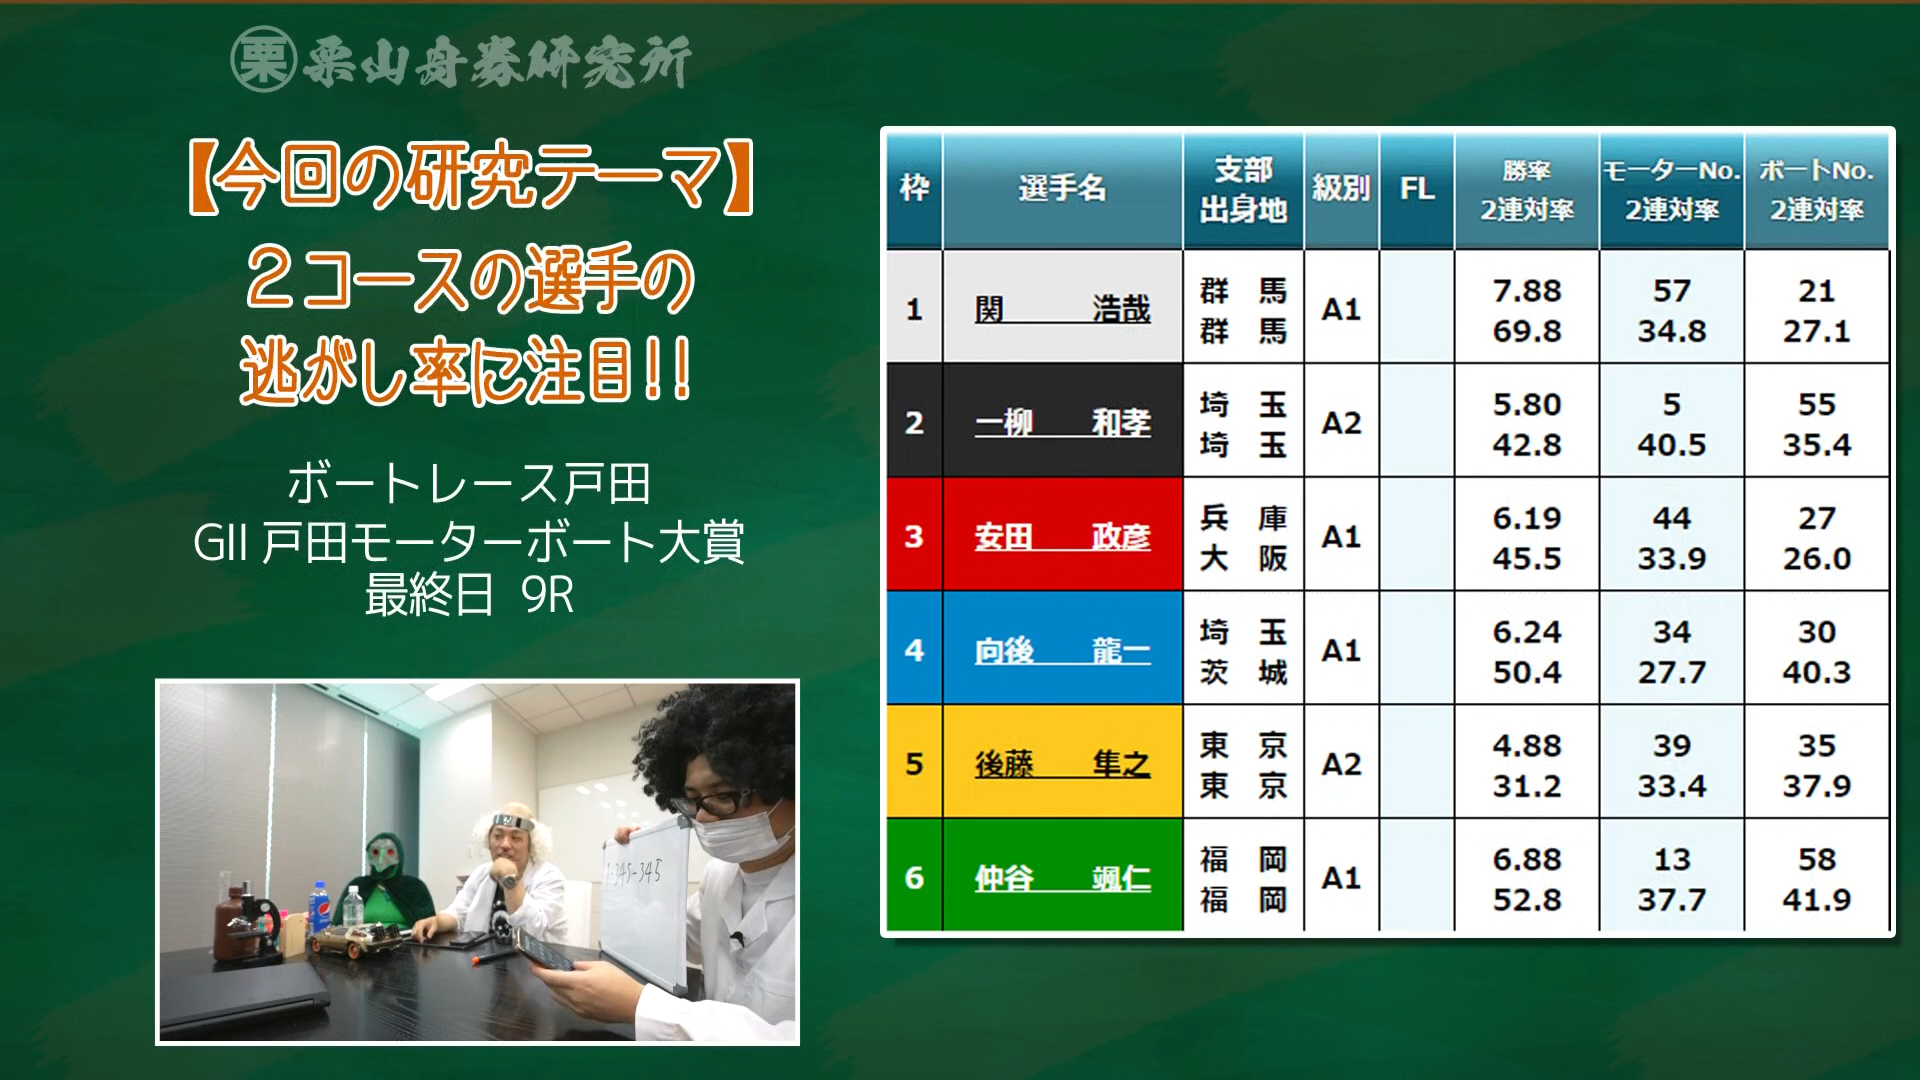 栗 栗山舟券研究所
【今回の研究テーマ】
２コースの選手の
逃がし率に注目!!
ボートレース戸田
GII 戸田モーターボート大賞
最終日 9R
345-345
枠 選手名 支部 出身地 級別 FL 勝率 2連対率 モーターNo. 2連対率 ボートNo. 2連対率
1 関 浩哉 群馬 群馬 A1 7.88 69.8 57 34.8 21 27.1
2 一柳 和孝 埼玉 埼玉 A2 5.80 42.8 5 40.5 55 35.4
3 安田 政彦 兵庫 大阪 A1 6.19 45.5 44 33.9 27 26.0
4 向後 龍一 埼玉 茨城 A1 6.24 50.4 34 27.7 30 40.3
5 後藤 隼之 東京 東京 A2 4.88 31.2 39 33.4 35 37.9
6 仲谷 颯仁 福岡 福岡 A1 6.88 52.8 13 37.7 58 41.9